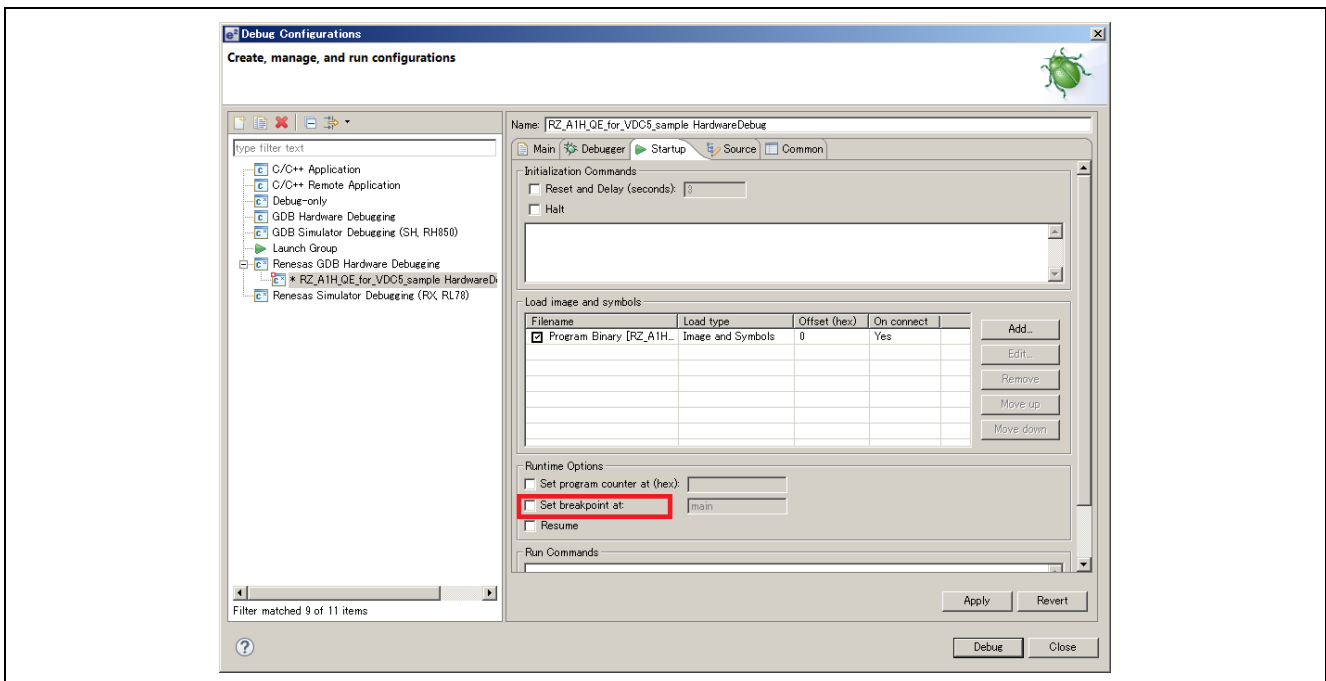 Debug Configurations
Create, manage, and run configurations
type filter text
C/C++ Application
C/C++ Remote Application
Debug-only
GDB Hardware Debugging
GDB Simulator Debugging (SH, RH850)
Launch Group
Renesas GDB Hardware Debugging
* RZ_A1H_QE_for_VDC5_sample HardwareD
Renesas Simulator Debugging (RX, RL78)
Filter matched 9 of 11 items
Name: RZ_A1H_QE_for_VDC5_sample HardwareDebug
Main Debugger Startup Source Common
Initialization Commands
Reset and Delay (seconds): 3
Halt
Load image and symbols
Filename Load type Offset (hex) On connect
Program Binary [RZ_A1H... Image and Symbols 0 Yes
Add...
Edit...
Remove
Move up
Move down
Runtime Options
Set program counter at (hex):
Set breakpoint at: main
Resume
Run Commands
Apply Revert
Debug Close